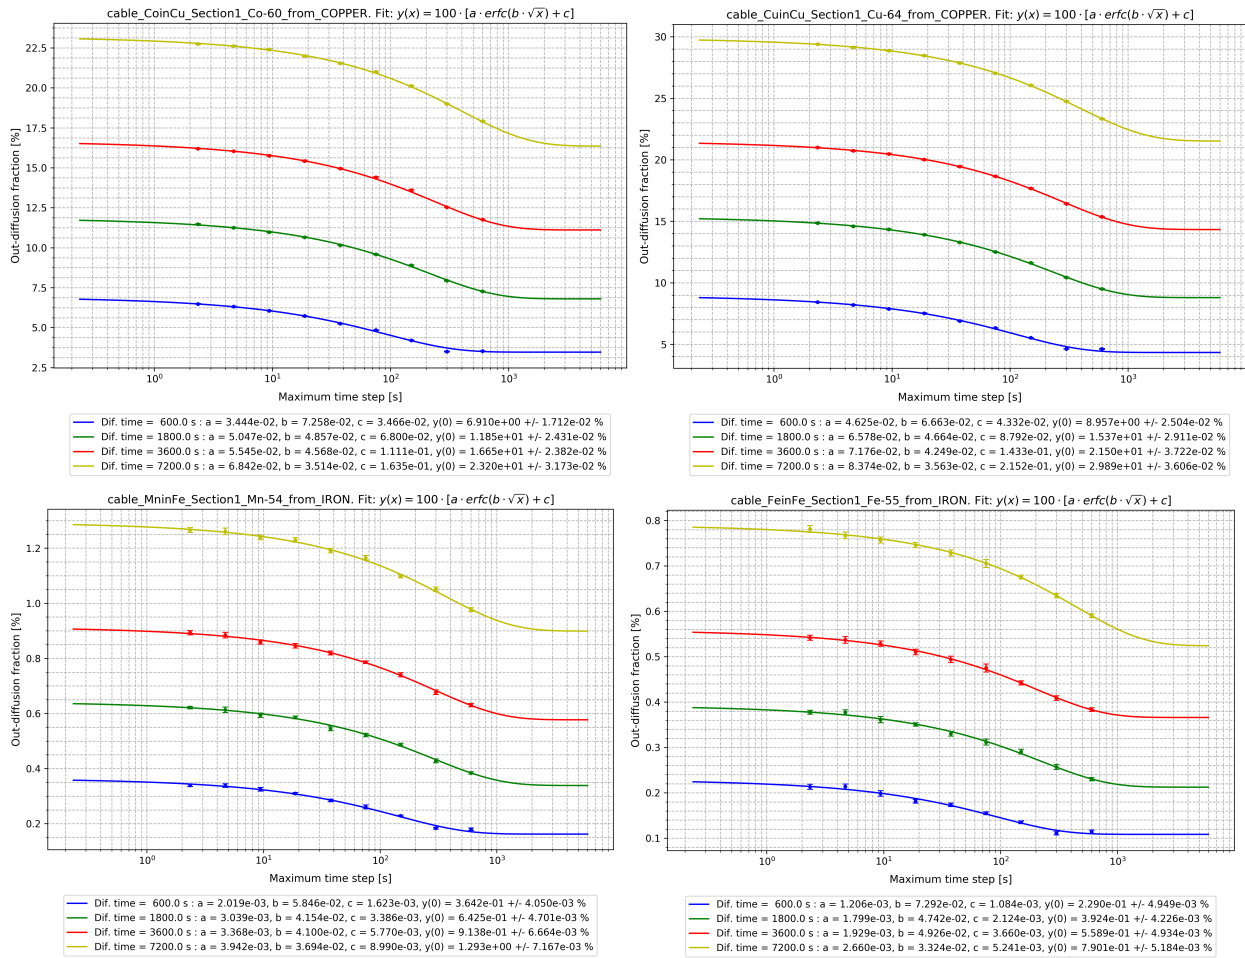 cable_CoinCu_Section1_Co-60_from_COPPER. Fit: y(x) = 100 · [a · erfc(b · √x) + c]
Out-diffusion fraction [%]
22.5
20.0
17.5
15.0
12.5
10.0
7.5
5.0
2.5
10⁰ 10¹ 10² 10³
Maximum time step [s]
Dif. time =  600.0 s : a = 3.444e-02, b = 7.258e-02, c = 3.466e-02, y(0) = 6.910e+00 +/- 1.712e-02 %
Dif. time = 1800.0 s : a = 5.047e-02, b = 4.857e-02, c = 6.800e-02, y(0) = 1.185e+01 +/- 2.431e-02 %
Dif. time = 3600.0 s : a = 5.545e-02, b = 4.568e-02, c = 1.111e-01, y(0) = 1.665e+01 +/- 2.382e-02 %
Dif. time = 7200.0 s : a = 6.842e-02, b = 3.514e-02, c = 1.635e-01, y(0) = 2.320e+01 +/- 3.173e-02 %
cable_CuinCu_Section1_Cu-64_from_COPPER. Fit: y(x) = 100 · [a · erfc(b · √x) + c]
Out-diffusion fraction [%]
30
25
20
15
10
5
10⁰ 10¹ 10² 10³
Maximum time step [s]
Dif. time =  600.0 s : a = 4.625e-02, b = 6.663e-02, c = 4.332e-02, y(0) = 8.957e+00 +/- 2.504e-02 %
Dif. time = 1800.0 s : a = 6.578e-02, b = 4.664e-02, c = 8.792e-02, y(0) = 1.537e+01 +/- 2.911e-02 %
Dif. time = 3600.0 s : a = 7.176e-02, b = 4.249e-02, c = 1.433e-01, y(0) = 2.150e+01 +/- 3.722e-02 %
Dif. time = 7200.0 s : a = 8.374e-02, b = 3.563e-02, c = 2.152e-01, y(0) = 2.989e+01 +/- 3.606e-02 %
cable_MninFe_Section1_Mn-54_from_IRON. Fit: y(x) = 100 · [a · erfc(b · √x) + c]
Out-diffusion fraction [%]
1.2
1.0
0.8
0.6
0.4
0.2
10⁰ 10¹ 10² 10³
Maximum time step [s]
Dif. time =  600.0 s : a = 2.019e-03, b = 5.846e-02, c = 1.623e-03, y(0) = 3.642e-01 +/- 4.050e-03 %
Dif. time = 1800.0 s : a = 3.039e-03, b = 4.154e-02, c = 3.386e-03, y(0) = 6.425e-01 +/- 4.701e-03 %
Dif. time = 3600.0 s : a = 3.368e-03, b = 4.100e-02, c = 5.770e-03, y(0) = 9.138e-01 +/- 6.664e-03 %
Dif. time = 7200.0 s : a = 3.942e-03, b = 3.694e-02, c = 8.990e-03, y(0) = 1.293e+00 +/- 7.167e-03 %
cable_FeinFe_Section1_Fe-55_from_IRON. Fit: y(x) = 100 · [a · erfc(b · √x) + c]
Out-diffusion fraction [%]
0.8
0.7
0.6
0.5
0.4
0.3
0.2
0.1
10⁰ 10¹ 10² 10³
Maximum time step [s]
Dif. time =  600.0 s : a = 1.206e-03, b = 7.292e-02, c = 1.084e-03, y(0) = 2.290e-01 +/- 4.949e-03 %
Dif. time = 1800.0 s : a = 1.799e-03, b = 4.742e-02, c = 2.124e-03, y(0) = 3.924e-01 +/- 4.226e-03 %
Dif. time = 3600.0 s : a = 1.929e-03, b = 4.926e-02, c = 3.660e-03, y(0) = 5.589e-01 +/- 4.934e-03 %
Dif. time = 7200.0 s : a = 2.660e-03, b = 3.324e-02, c = 5.241e-03, y(0) = 7.901e-01 +/- 5.184e-03 %